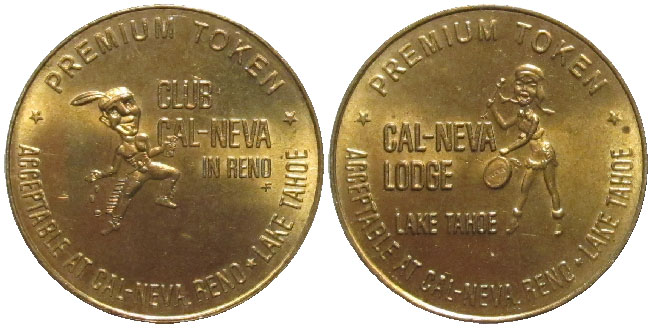 PREMIUM TOKEN
CLUB
CAL-NEVA
IN RENO
ACCEPTABLE AT CAL-NEVA, RENO * LAKE TAHOE
PREMIUM TOKEN
CAL-NEVA
LODGE
LAKE TAHOE
ACCEPTABLE AT CAL-NEVA, RENO * LAKE TAHOE